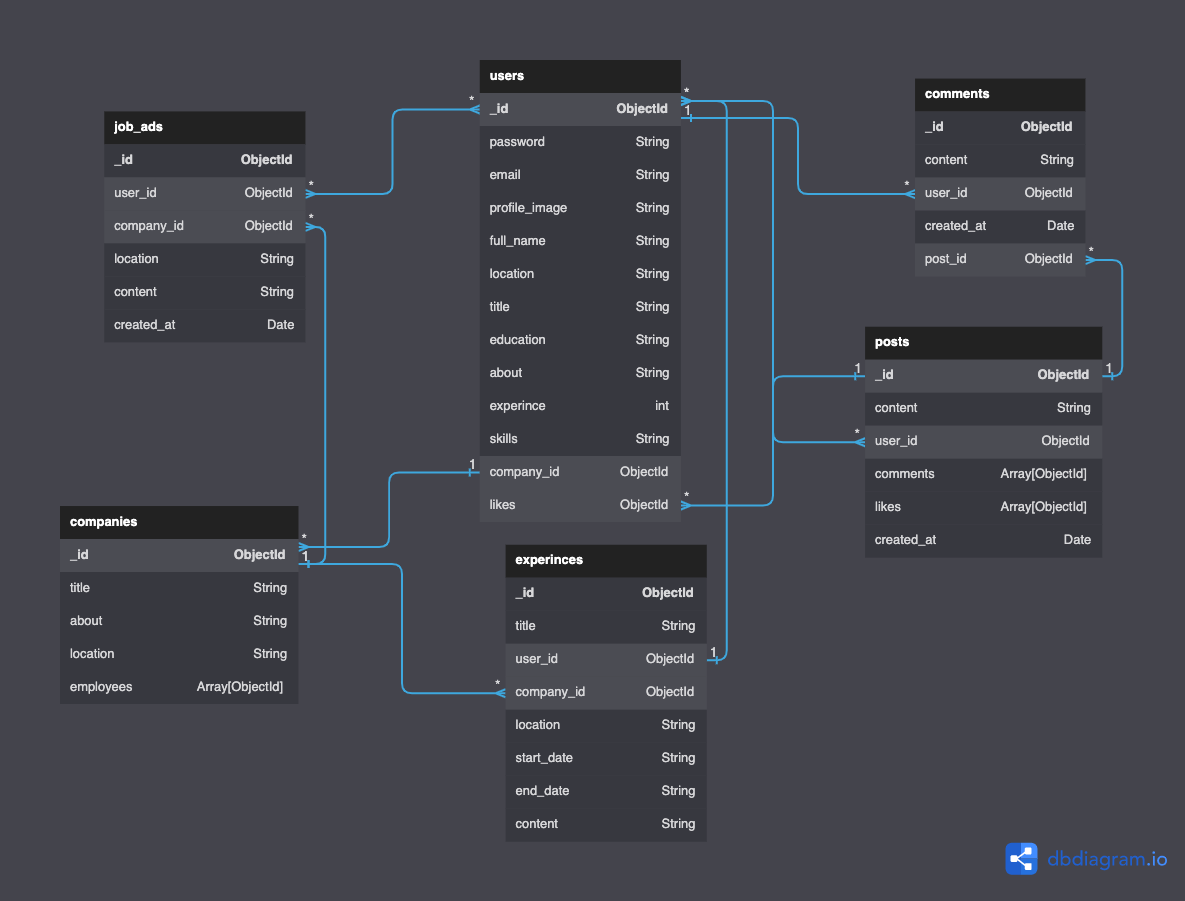 users
_id ObjectId
password String
email String
profile_image String
full_name String
location String
title String
education String
about String
experince int
skills String
company_id ObjectId
likes ObjectId
job_ads
_id ObjectId
user_id ObjectId
company_id ObjectId
location String
content String
created_at Date
comments
_id ObjectId
content String
user_id ObjectId
created_at Date
post_id ObjectId
posts
_id ObjectId
content String
user_id ObjectId
comments Array[ObjectId]
likes Array[ObjectId]
created_at Date
companies
_id ObjectId
title String
about String
location String
employees Array[ObjectId]
experinces
_id ObjectId
title String
user_id ObjectId
company_id ObjectId
location String
start_date String
end_date String
content String
*
*
*
*
1
*
*
1
1
*
1
*
*
1
1
*
dbdiagram.io